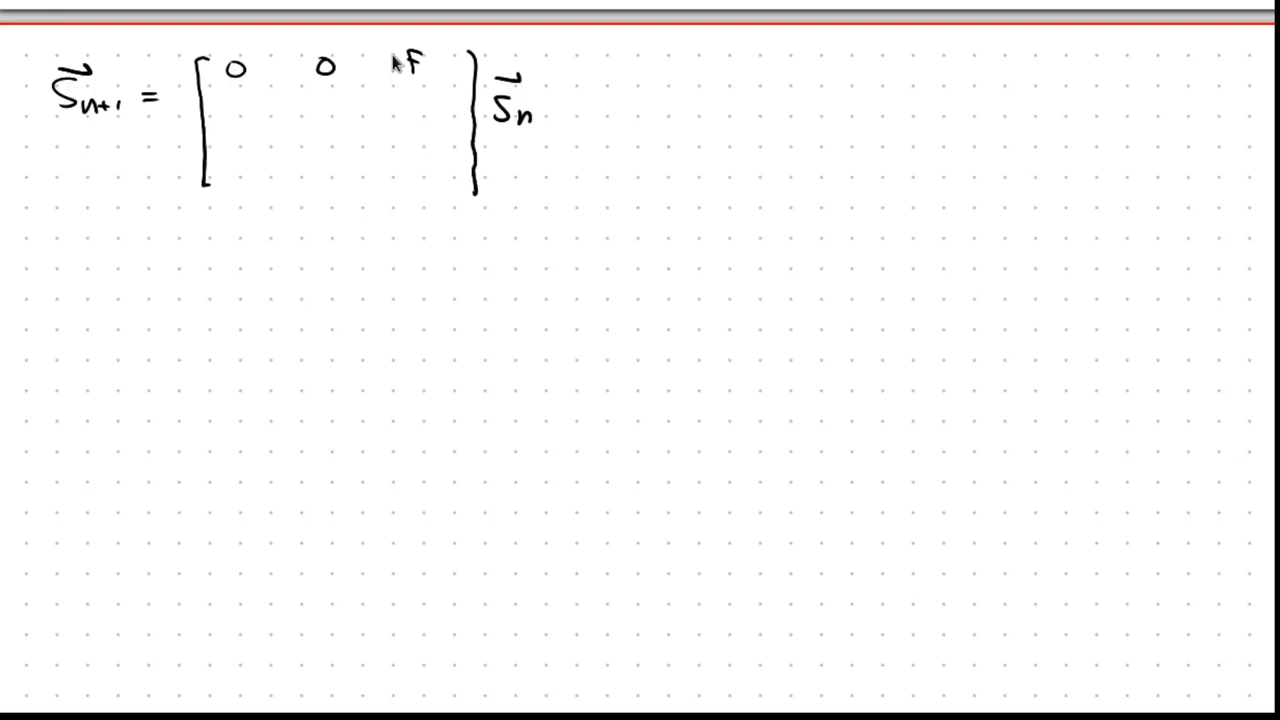 S⃗ₙ₊₁ = [ 0 0 F ] S⃗ₙ